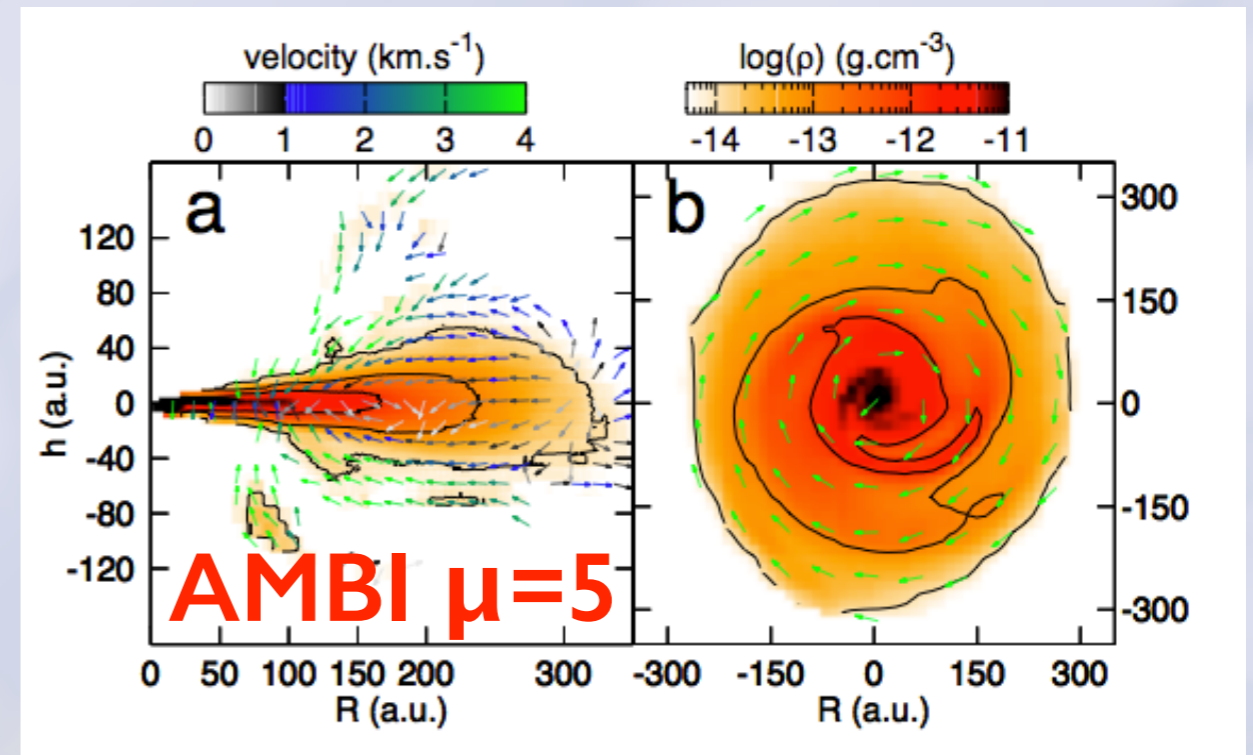 velocity (km.s⁻¹) log(ρ) (g.cm⁻³)
0 1 2 3 4 -14 -13 -12 -11
a b
120
80
40
0
-40
-80
-120
h (a.u.)
300
150
0
-150
-300
AMBI μ=5
0 50 100 150 200 300 -300 -150 0 150 300
R (a.u.) R (a.u.)